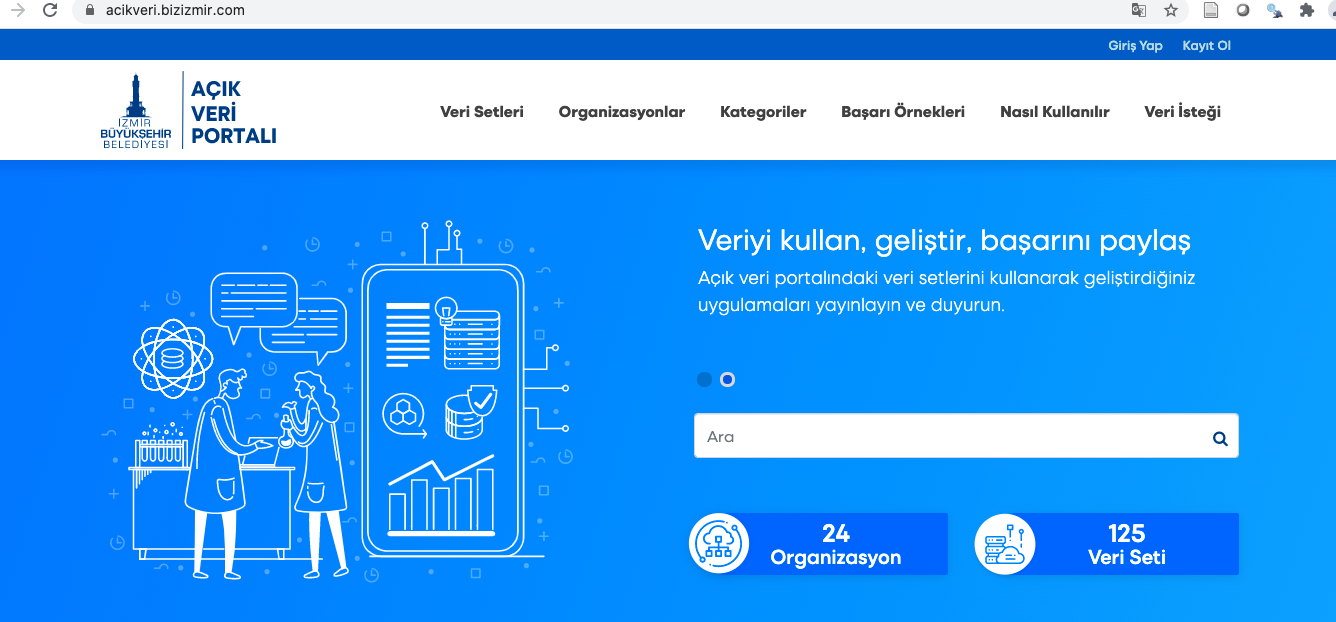 acikveri.bizizmir.com
Giriş Yap Kayıt Ol
İZMİR
BÜYÜKŞEHİR
BELEDİYESİ
AÇIK
VERİ
PORTALI
Veri Setleri Organizasyonlar Kategoriler Başarı Örnekleri Nasıl Kullanılır Veri İsteği
Veriyi kullan, geliştir, başarını paylaş
Açık veri portalındaki veri setlerini kullanarak geliştirdiğiniz
uygulamaları yayınlayın ve duyurun.
Ara
24
Organizasyon
125
Veri Seti